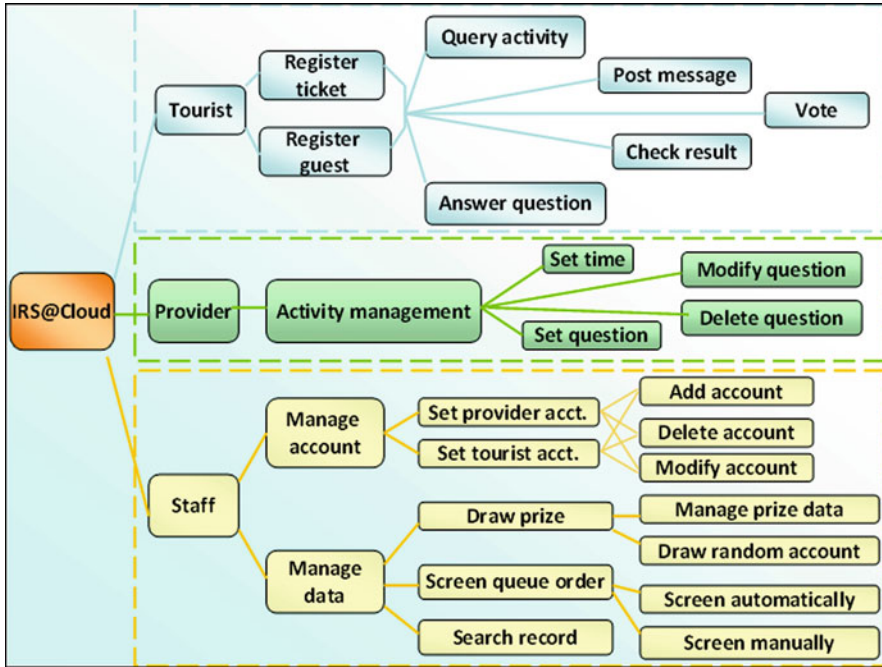 Query activity
Register
ticket
Post message
Tourist
Vote
Register
guest
Check result
Answer question
IRS@Cloud
Provider
Activity management
Set time
Modify question
Set question
Delete question
Staff
Manage
account
Set provider acct.
Set tourist acct.
Add account
Delete account
Modify account
Manage
data
Draw prize
Manage prize data
Draw random account
Screen queue order
Screen automatically
Screen manually
Search record